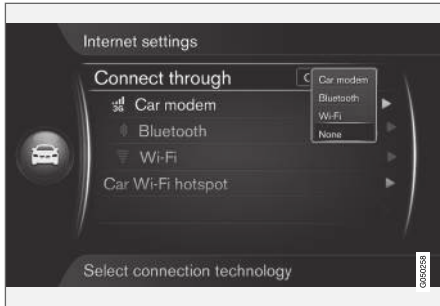 Internet settings
Connect through
Car modem
Bluetooth
Wi-Fi
None
3G Car modem
Bluetooth
Wi-Fi
Car Wi-Fi hotspot
Select connection technology
G050258